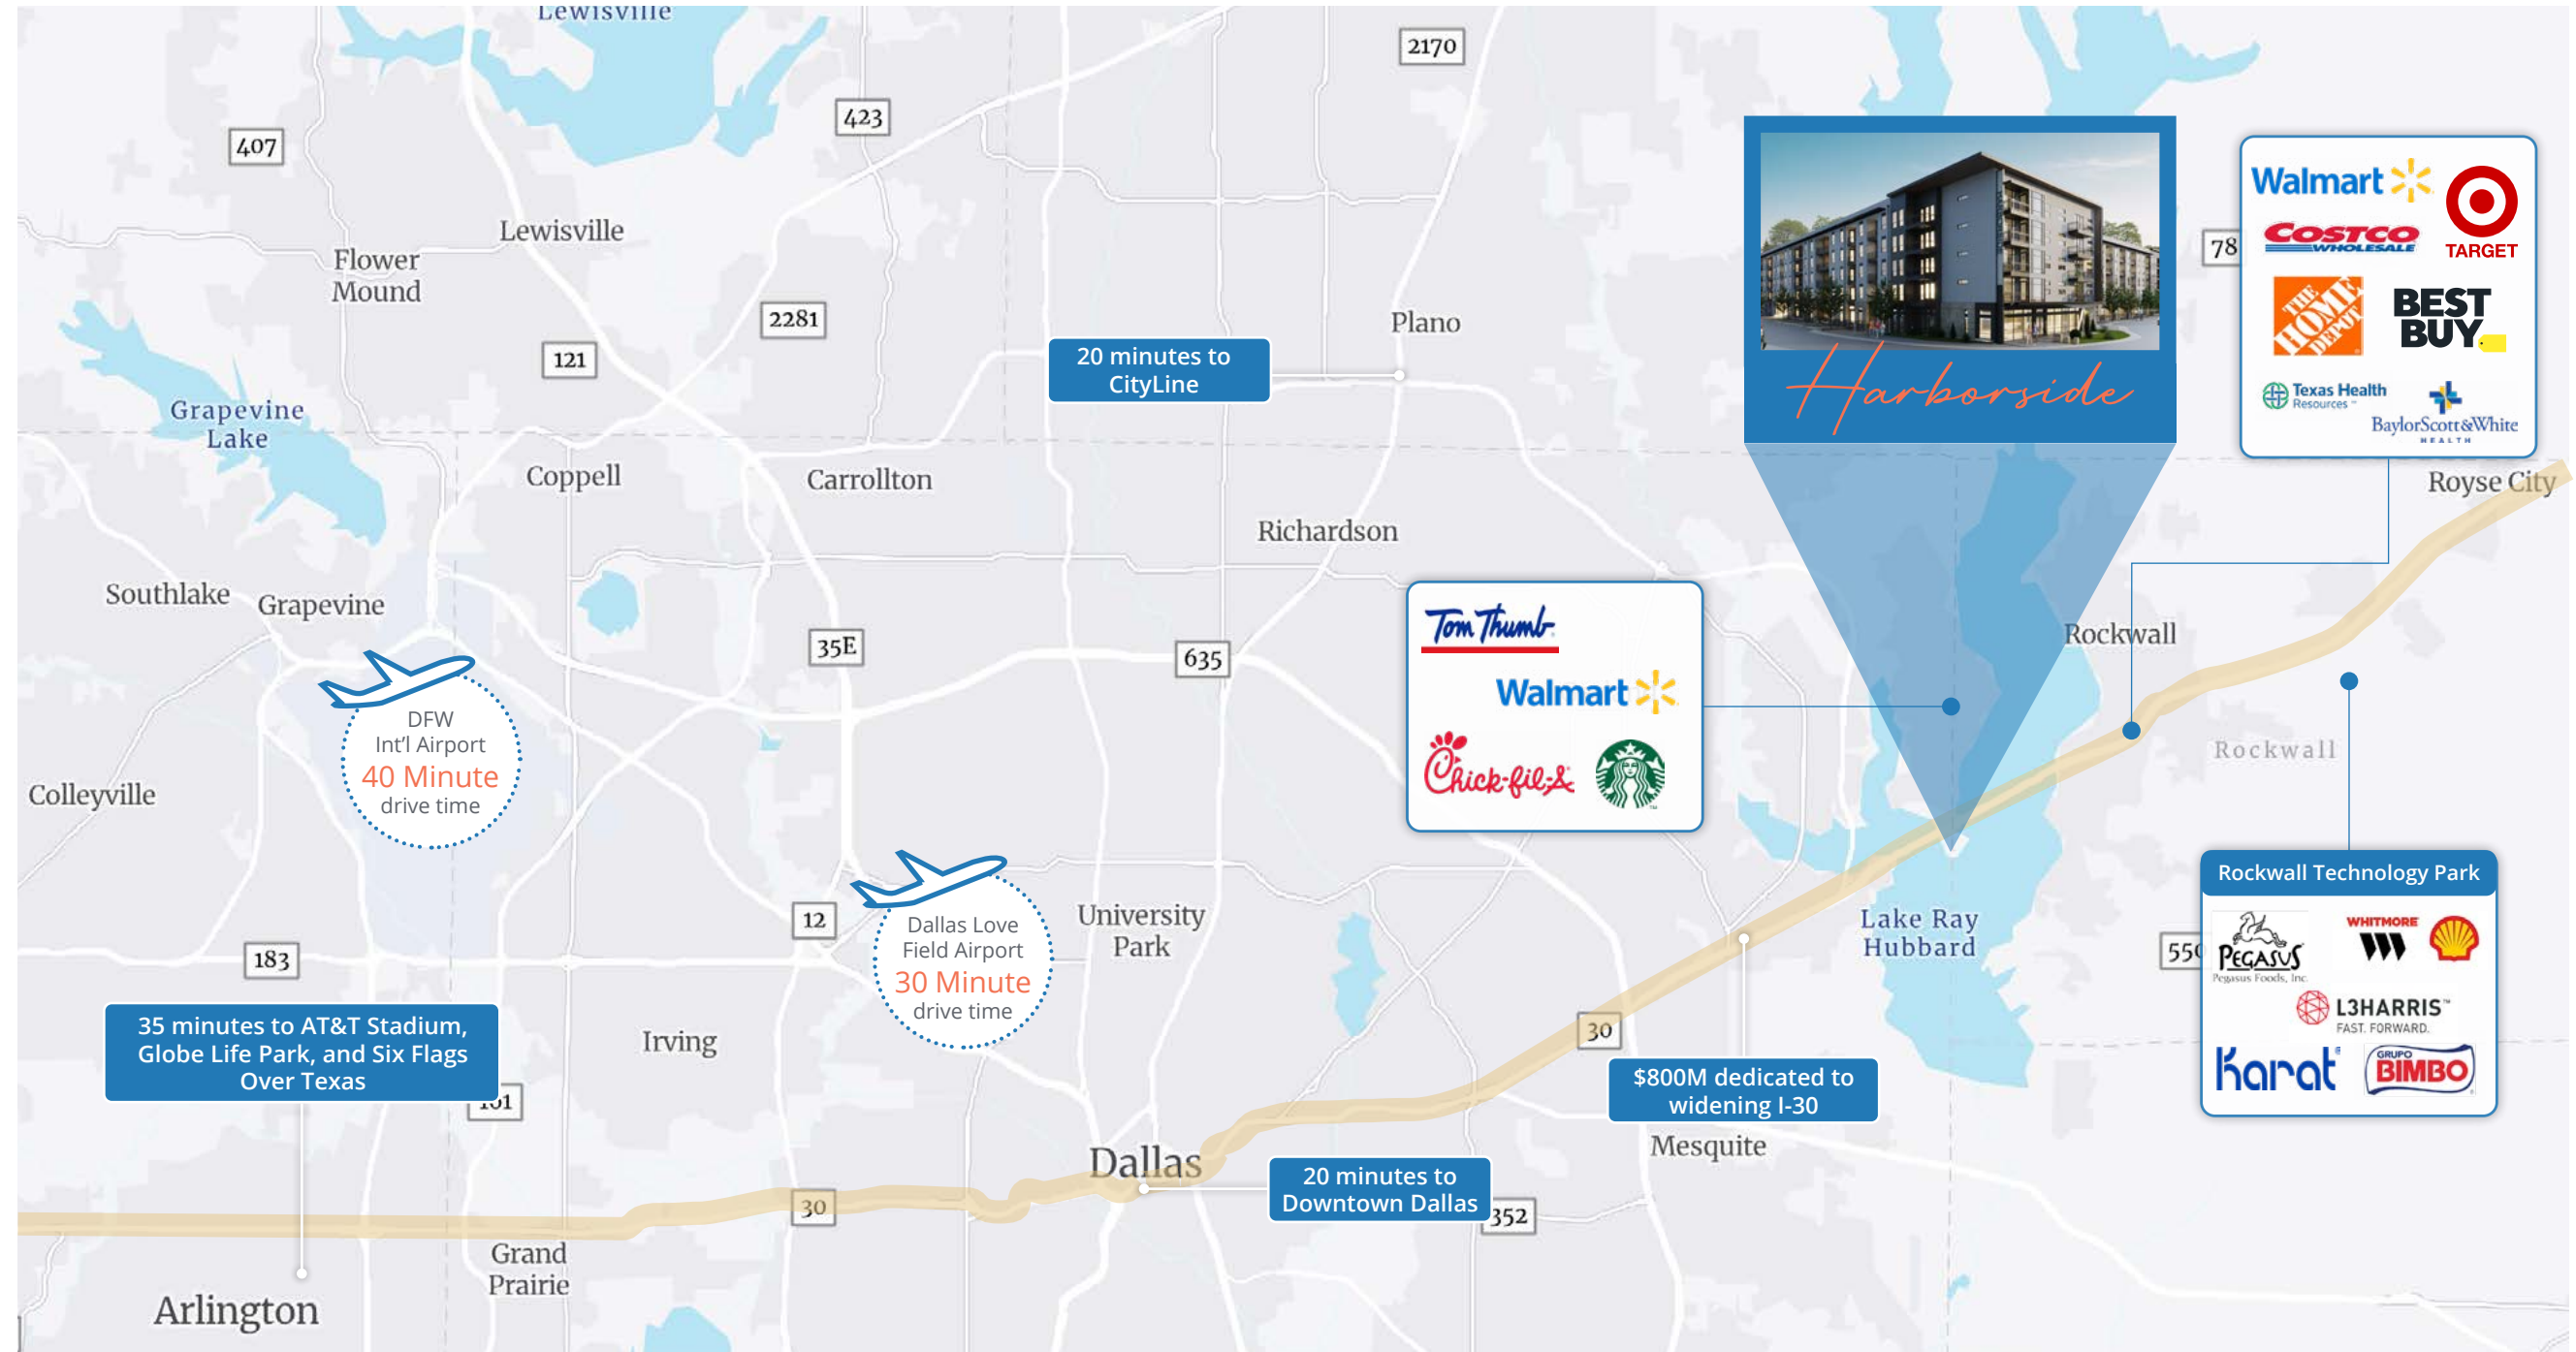 Lewisville
2170
423
407
Lewisville
Flower
Mound
2281
121
Plano
20 minutes to
CityLine
Harborside
78
Walmart
COSTCO
WHOLESALE
TARGET
THE
HOME
DEPOT
BEST
BUY
Texas Health
Resources
BaylorScott&White
HEALTH
Grapevine
Lake
Coppell
Carrollton
Richardson
Royse City
Southlake
Grapevine
35E
635
Tom Thumb
Walmart
Chick-fil-A
Rockwall
Rockwall
DFW
Int'l Airport
40 Minute
drive time
Colleyville
12
Dallas Love
Field Airport
30 Minute
drive time
University
Park
Lake Ray
Hubbard
550
Rockwall Technology Park
PEGASUS
Pegasus Foods, Inc.
WHITMORE
L3HARRIS™
FAST. FORWARD.
Karat
GRUPO
BIMBO
183
35 minutes to AT&T Stadium,
Globe Life Park, and Six Flags
Over Texas
161
Irving
30
$800M dedicated to
widening I-30
Mesquite
Dallas
20 minutes to
Downtown Dallas
352
30
Grand
Prairie
Arlington